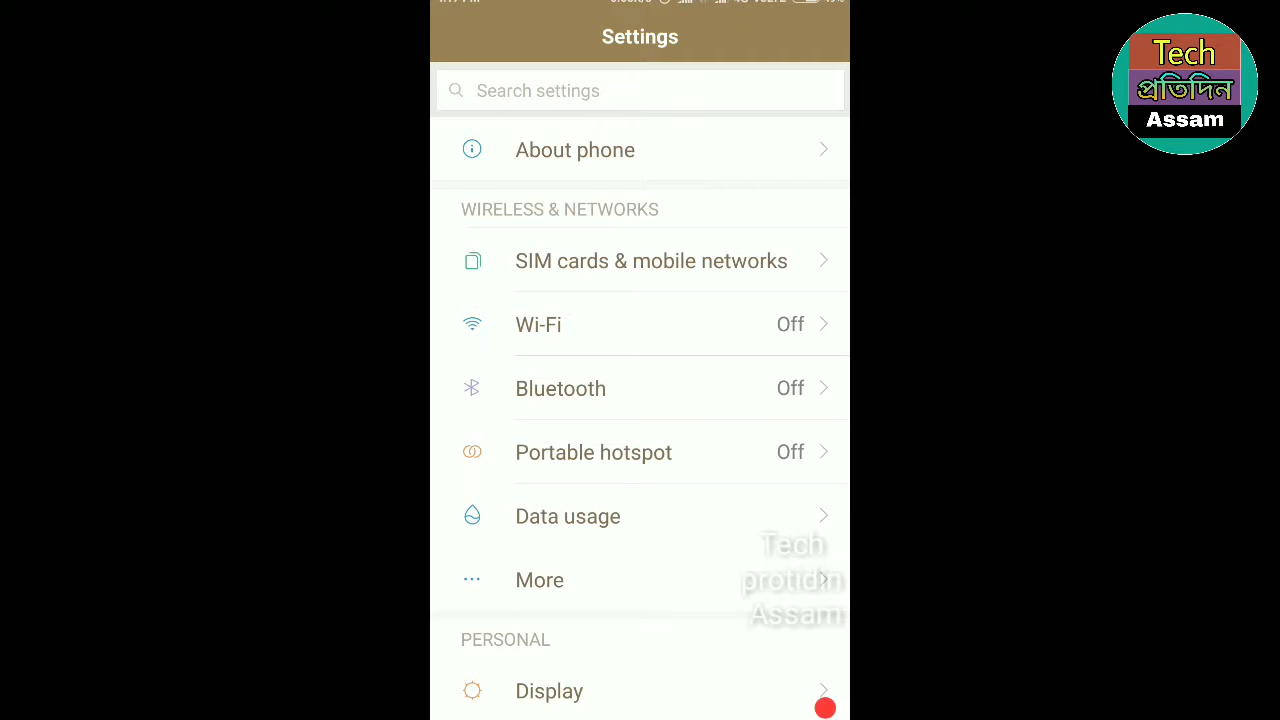 Settings
Search settings
About phone
WIRELESS & NETWORKS
SIM cards & mobile networks
Wi-Fi Off
Bluetooth Off
Portable hotspot Off
Data usage
More
PERSONAL
Display
Tech
protidin
Assam
Tech
প্রতিদিন
Assam